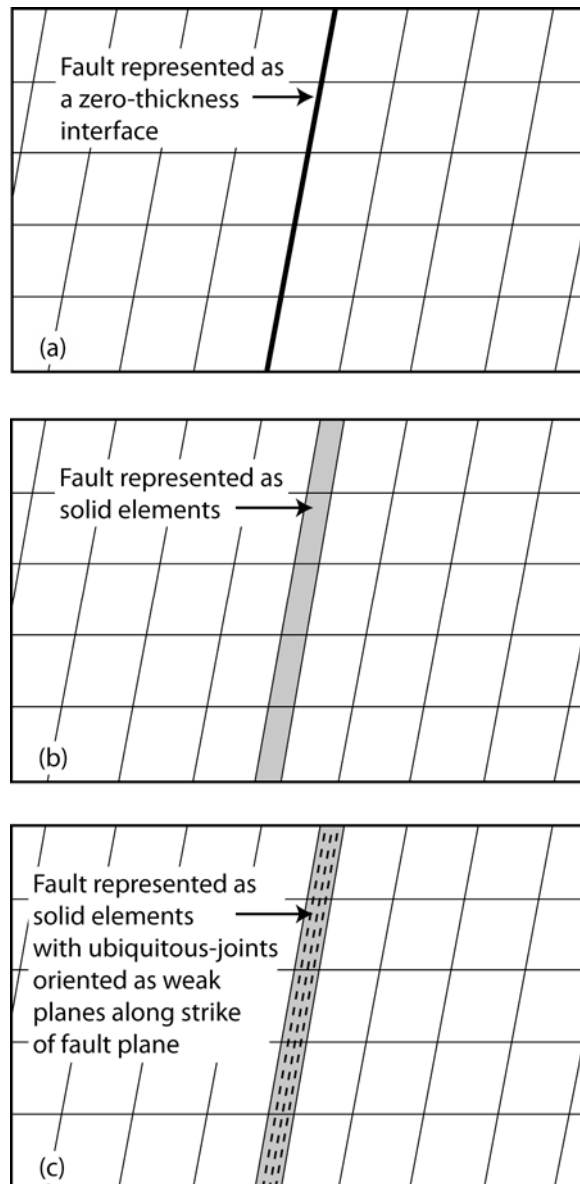 Fault represented as
a zero-thickness
interface
(a)
Fault represented as
solid elements
(b)
Fault represented as
solid elements
with ubiquitous-joints
oriented as weak
planes along strike
of fault plane
(c)